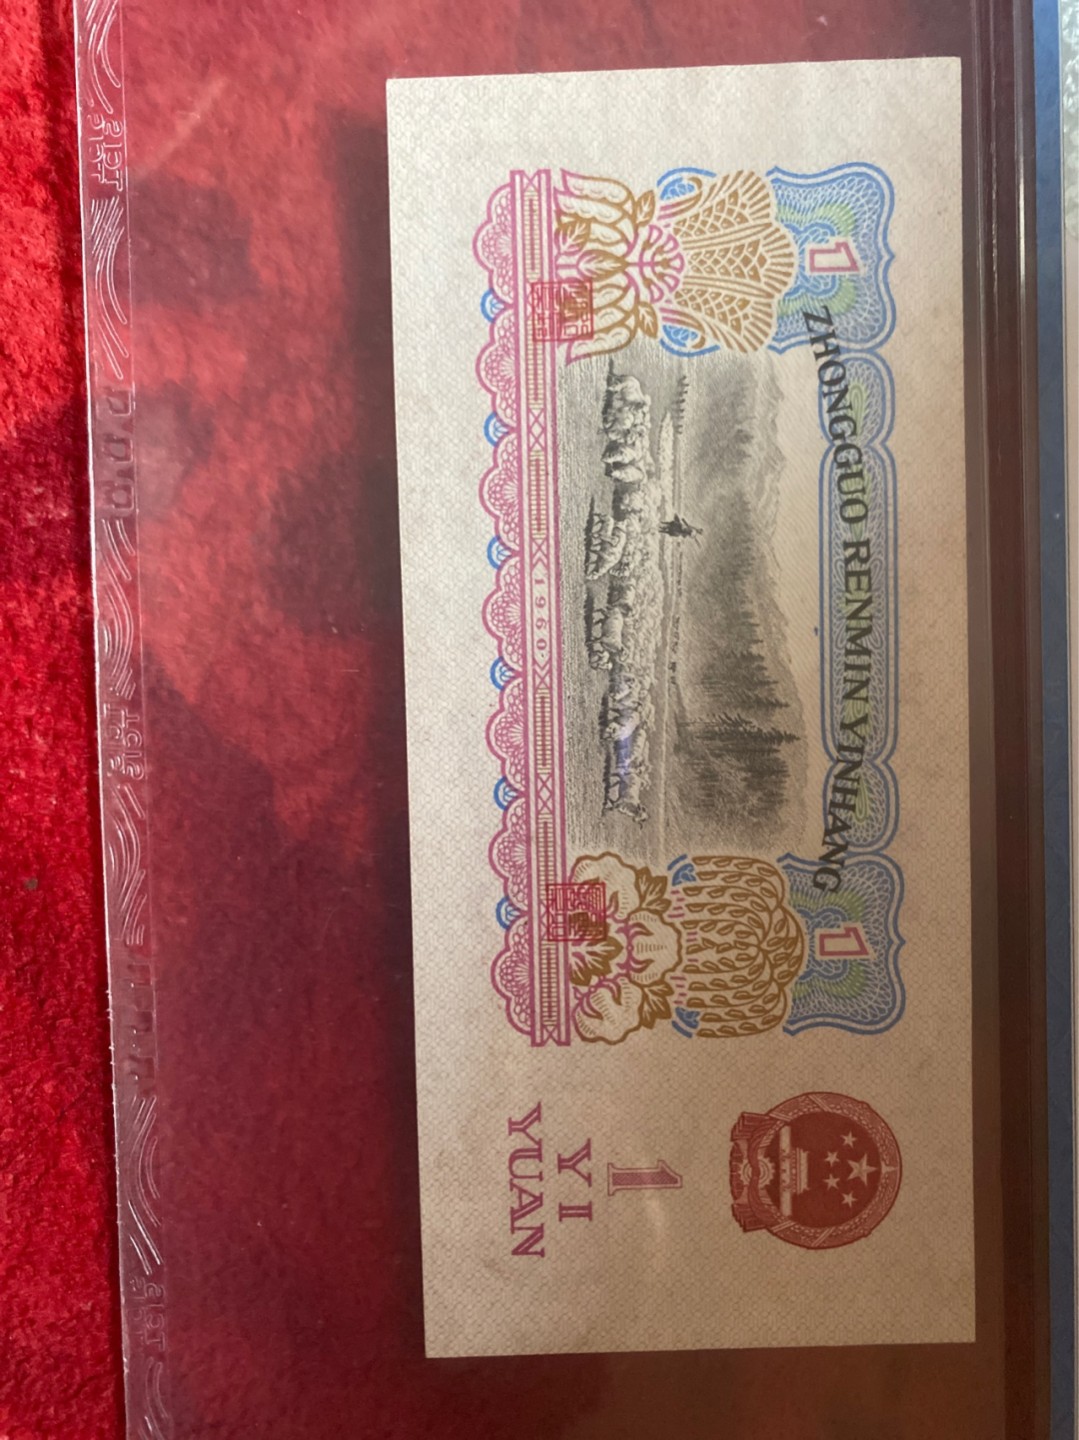 ZHONGGUO RENMIN YINHANG
1
1
1
YI
YUAN
1960